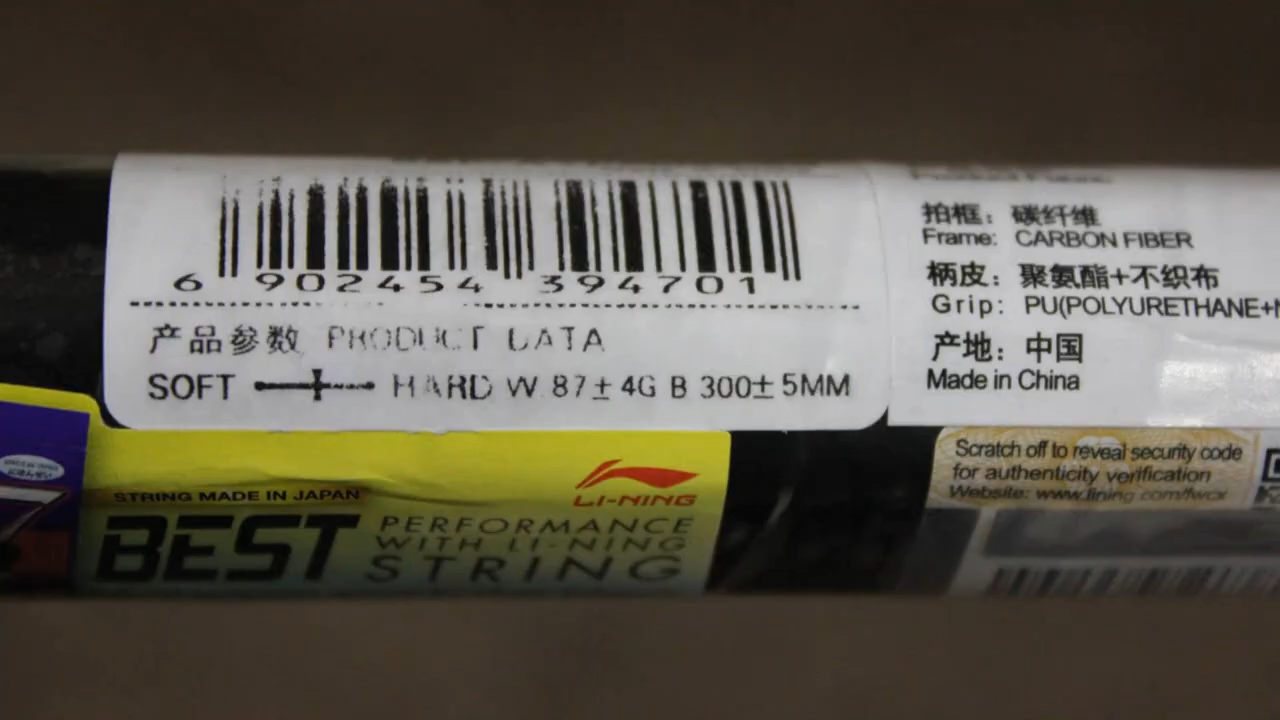 6 902454 394701
产品参数 PRODUCT DATA
SOFT HARD W 87± 4G B 300± 5MM
拍框：碳纤维
Frame: CARBON FIBER
柄皮：聚氨酯+不织布
Grip: PU(POLYURETHANE+
产地：中国
Made in China
LI-NING
STRING MADE IN JAPAN
BEST PERFORMANCE
WITH LI-NING
STRING
Scratch off to reveal security code
for authenticity verification
Website: www.lining.com/fwcx
7